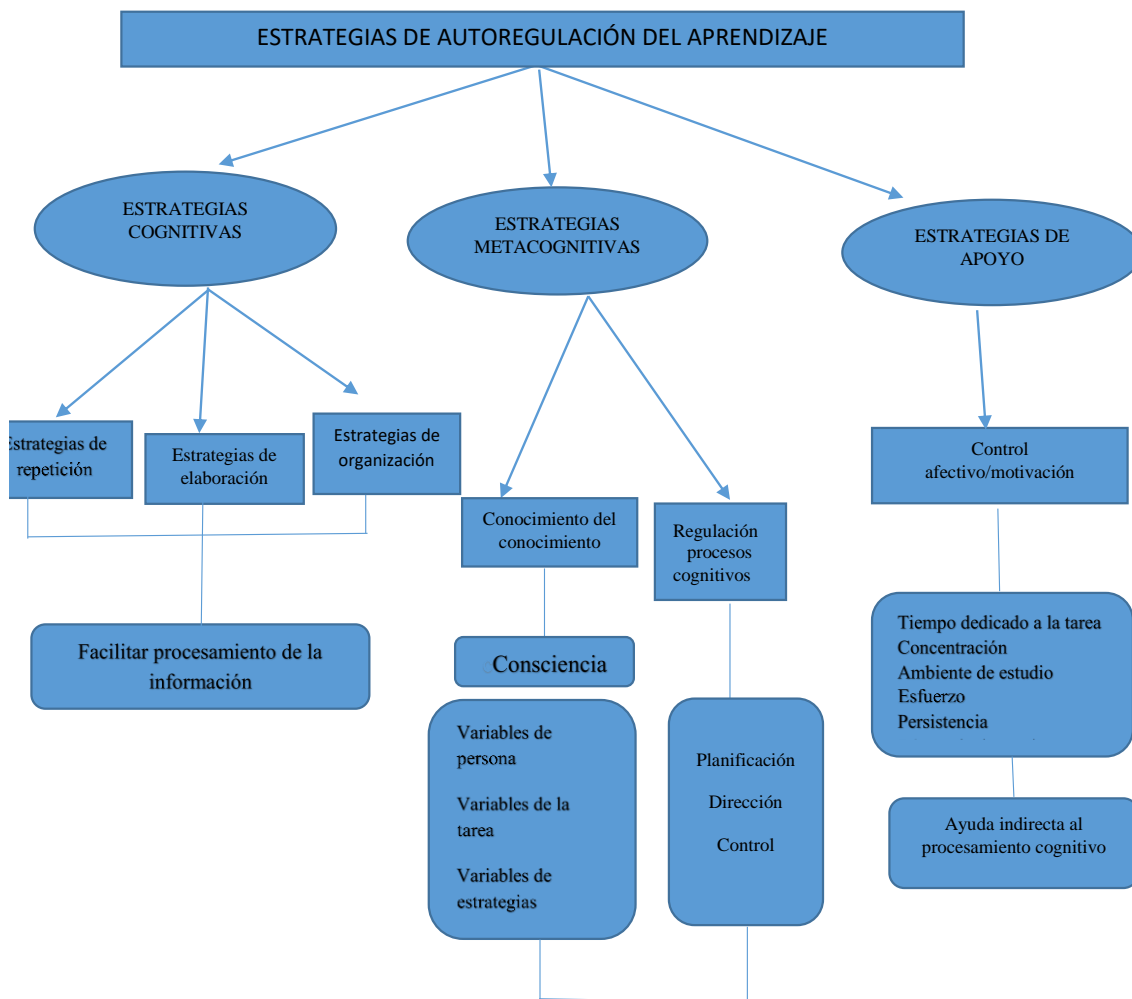 ESTRATEGIAS DE AUTOREGULACIÓN DEL APRENDIZAJE
ESTRATEGIAS
COGNITIVAS
ESTRATEGIAS
METACOGNITIVAS
ESTRATEGIAS DE
APOYO
Estrategias de
repetición
Estrategias de
elaboración
Estrategias de
organización
Control
afectivo/motivación
Conocimiento del
conocimiento
Regulación
procesos
cognitivos
Facilitar procesamiento de la
información
Consciencia
Variables de
persona
Variables de la
tarea
Variables de
estrategias
Planificación
Dirección
Control
Tiempo dedicado a la tarea
Concentración
Ambiente de estudio
Esfuerzo
Persistencia
Ayuda indirecta al
procesamiento cognitivo